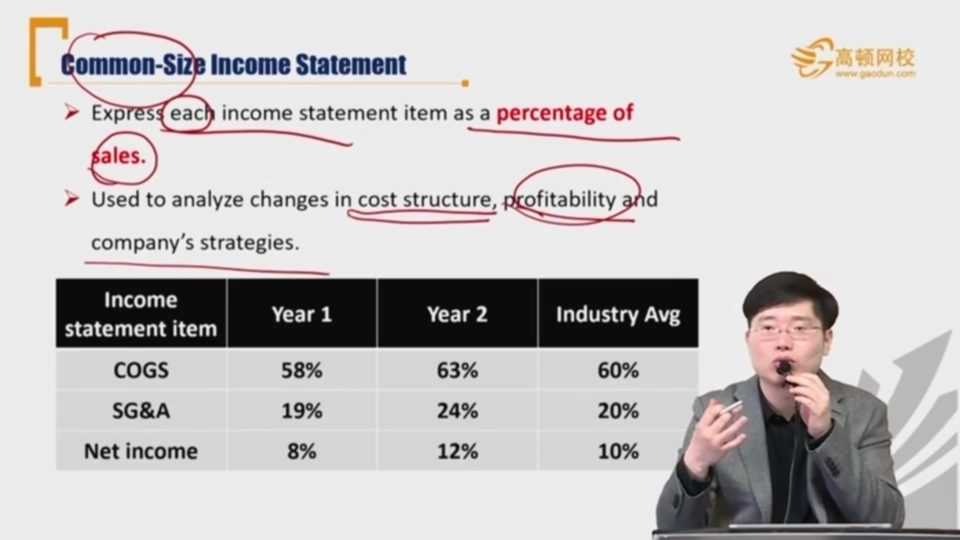 Common-Size Income Statement
高顿网校
www.gaodun.com
Express each income statement item as a percentage of
sales.
Used to analyze changes in cost structure, profitability and
company's strategies.
Income statement item Year 1 Year 2 Industry Avg
COGS 58% 63% 60%
SG&A 19% 24% 20%
Net income 8% 12% 10%